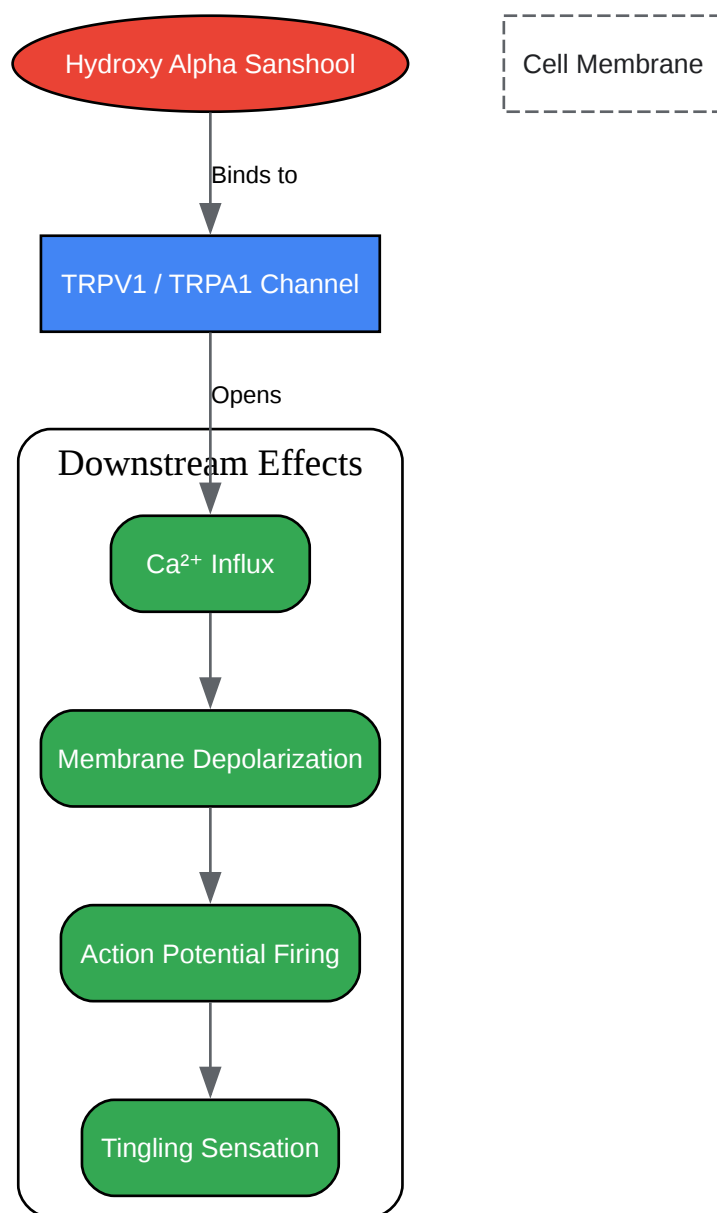 Hydroxy Alpha Sanshool
Cell Membrane
Binds to
TRPV1 / TRPA1 Channel
Opens
Downstream Effects
Ca²⁺ Influx
Membrane Depolarization
Action Potential Firing
Tingling Sensation